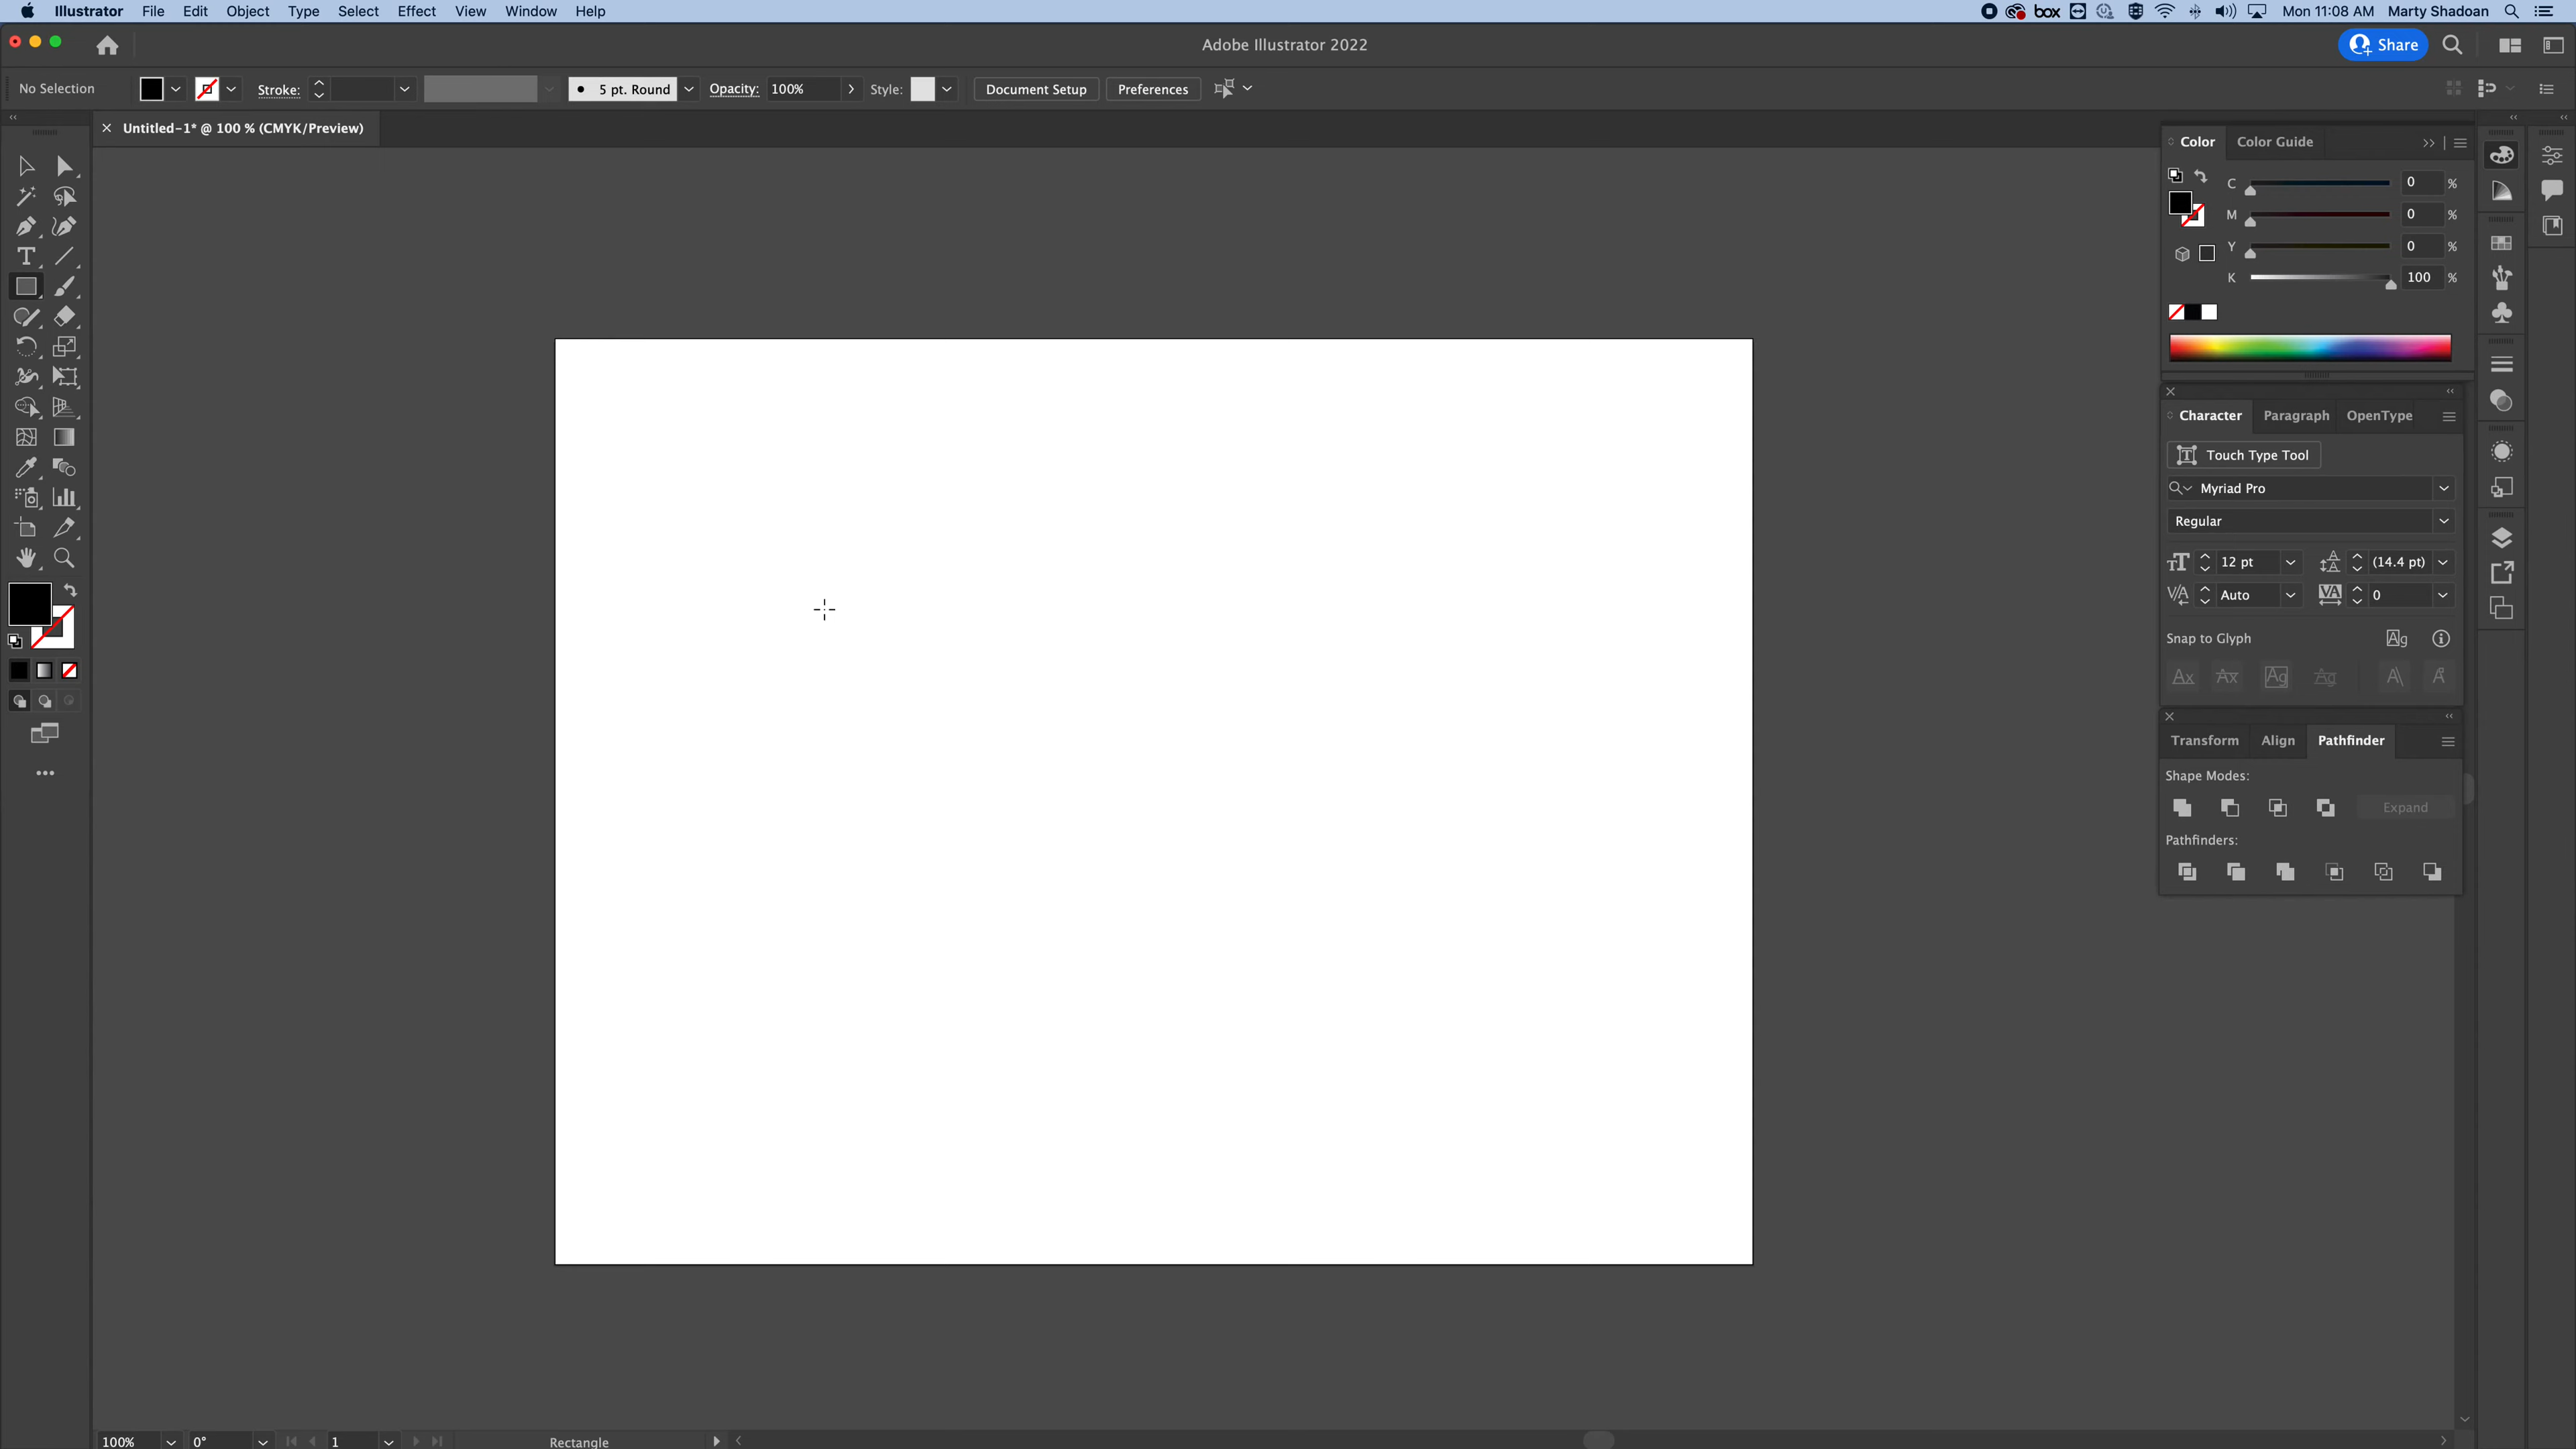 Illustrator File Edit Object Type Select Effect View Window Help box Mon 11:08 AM Marty Shadoan
Adobe Illustrator 2022 Share
No Selection Stroke: 5 pt. Round Opacity: 100% Style: Document Setup Preferences
Untitled-1* @ 100 % (CMYK/Preview)
Color Color Guide
C 0 %
M 0 %
Y 0 %
K 100 %
Character Paragraph OpenType
Touch Type Tool
Myriad Pro
Regular
12 pt (14.4 pt)
Auto 0
Snap to Glyph
Transform Align Pathfinder
Shape Modes:
Expand
Pathfinders:
100% 0° 1 Rectangle